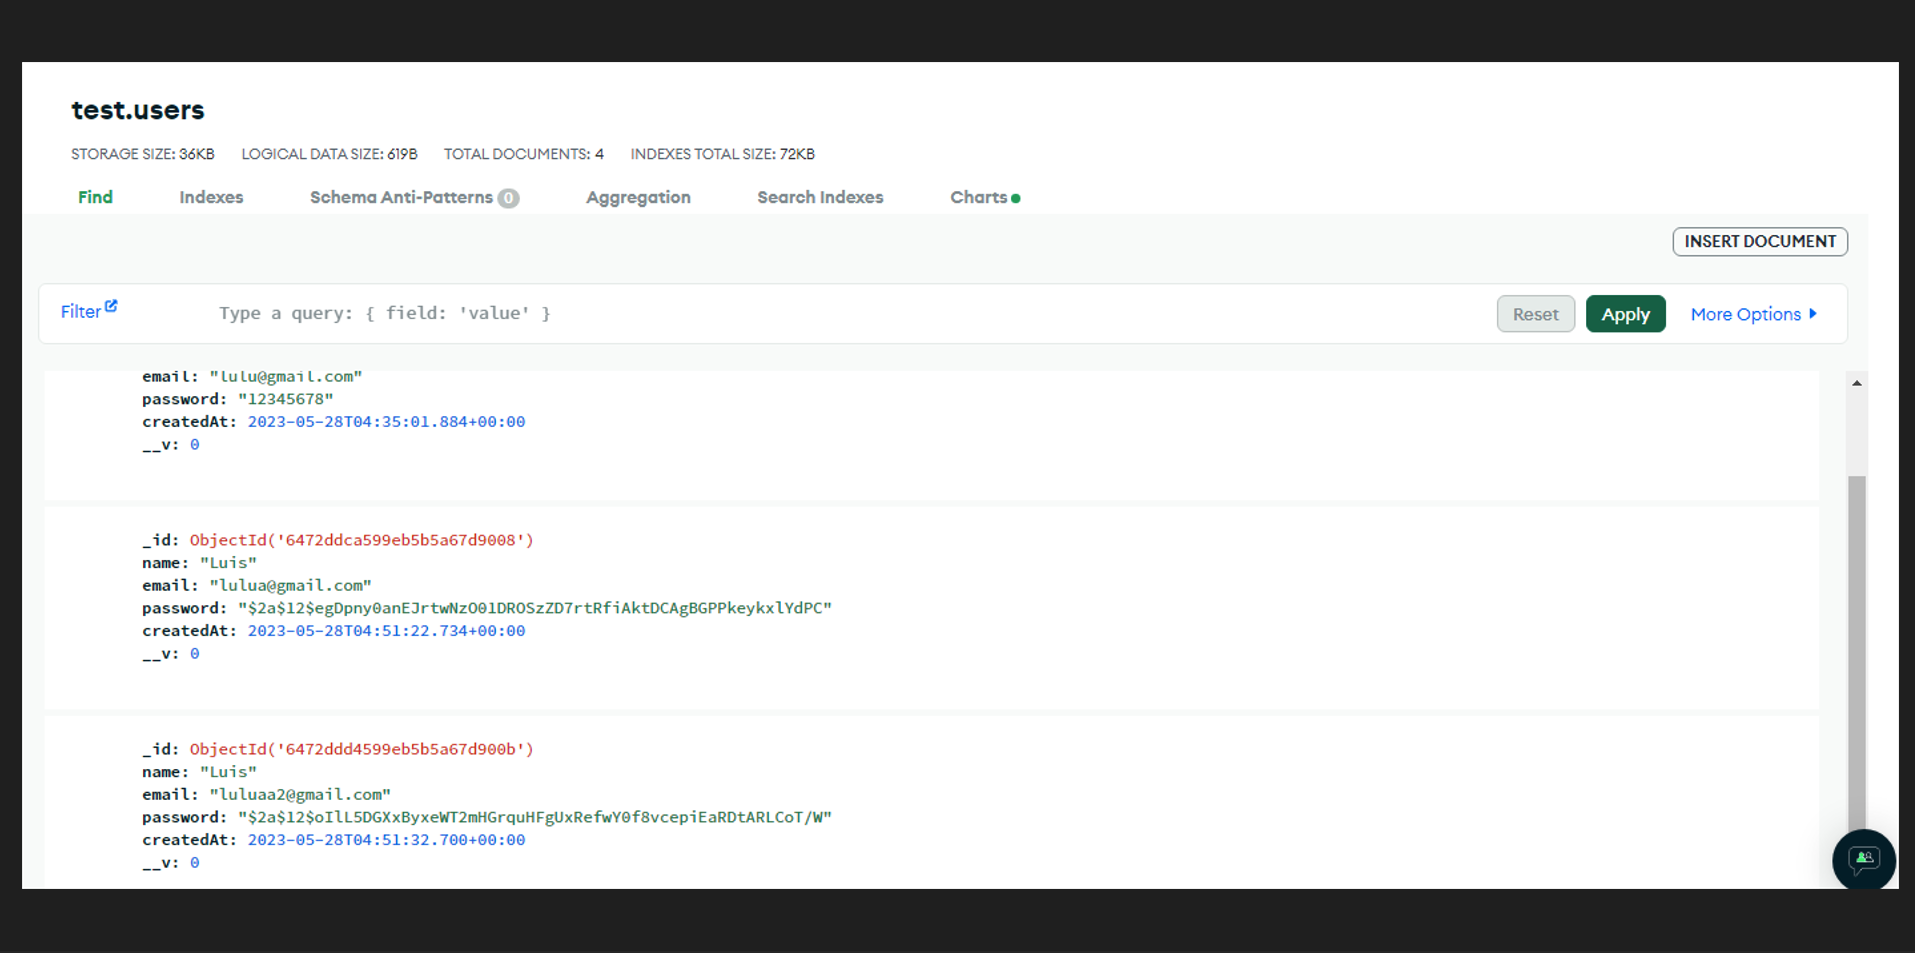 test.users
STORAGE SIZE: 36KB LOGICAL DATA SIZE: 619B TOTAL DOCUMENTS: 4 INDEXES TOTAL SIZE: 72KB
Find Indexes Schema Anti-Patterns 0 Aggregation Search Indexes Charts
INSERT DOCUMENT
Filter Type a query: { field: 'value' } Reset Apply More Options
email: "lulu@gmail.com"
password: "12345678"
createdAt: 2023-05-28T04:35:01.884+00:00
__v: 0
_id: ObjectId('6472ddca599eb5b5a67d9008')
name: "Luis"
email: "lulua@gmail.com"
password: "$2a$12$egDpny0anEJrtwNzO01DROSzZD7rtRfiAktDCAgBGPPkeykxlYdPC"
createdAt: 2023-05-28T04:51:22.734+00:00
__v: 0
_id: ObjectId('6472ddd4599eb5b5a67d900b')
name: "Luis"
email: "luluaa2@gmail.com"
password: "$2a$12$oIlL5DGXxByxeWT2mHGrquHFgUxRefwY0f8vcepiEaRDtARLCoT/W"
createdAt: 2023-05-28T04:51:32.700+00:00
__v: 0